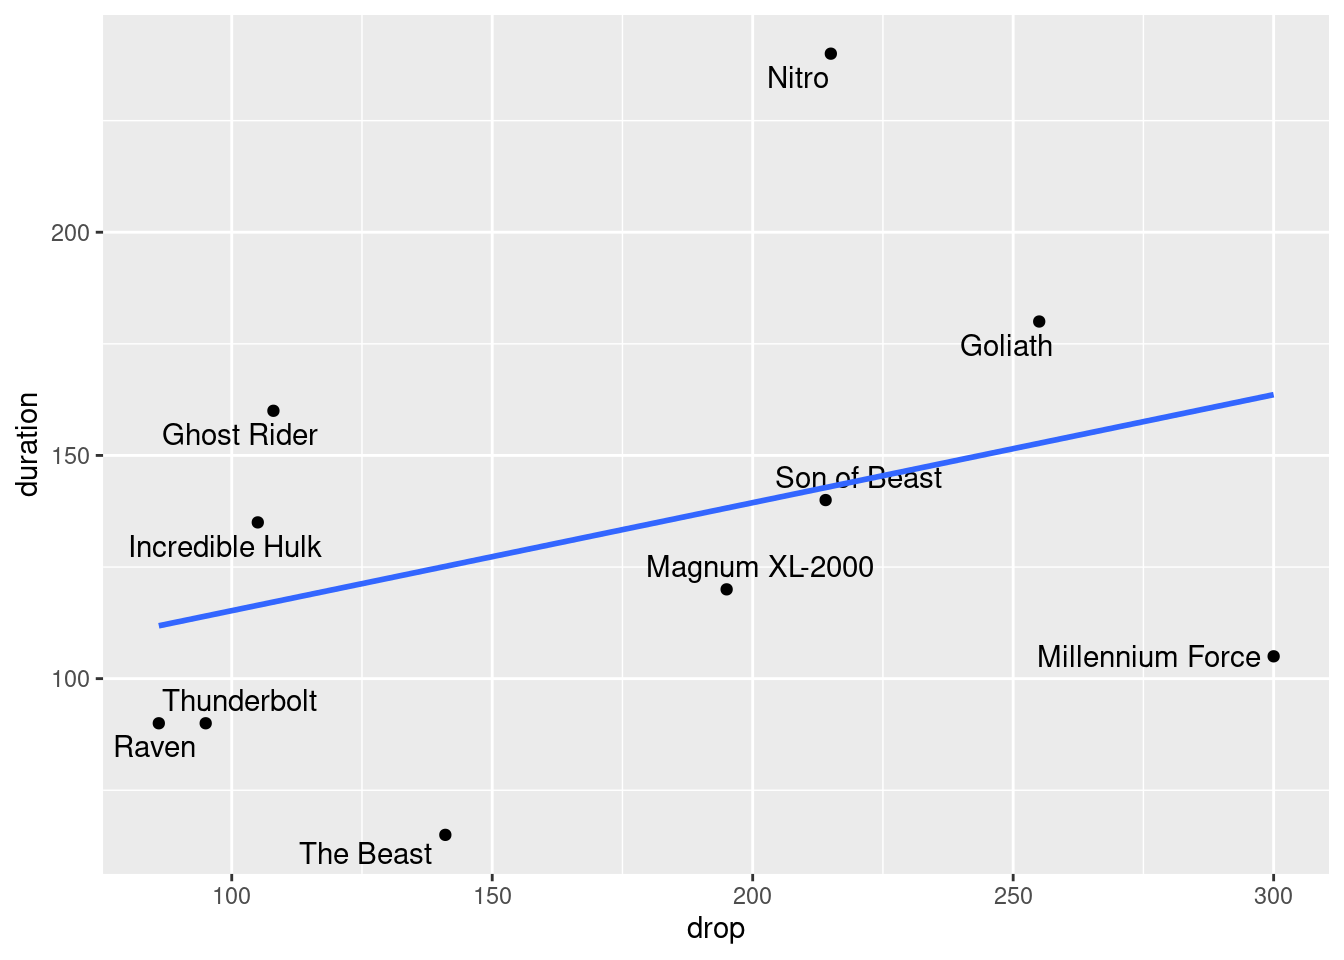 Nitro
200
Goliath
Ghost Rider
150
Son of Beast
Incredible Hulk
Magnum XL-2000
Millennium Force
100
Thunderbolt
Raven
The Beast
100 150 200 250 300
drop
duration